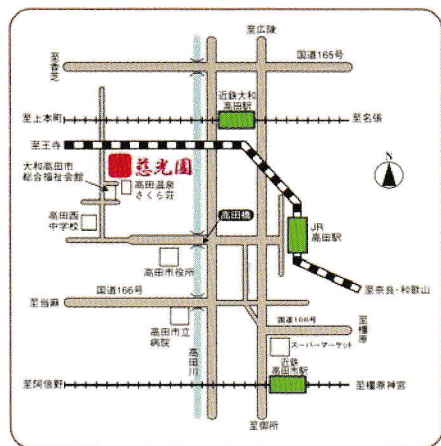 至広陵
至香芝
国道165号
近鉄大和
高田駅
至上本町
至名張
至王寺
慈光園
大和高田市
総合福祉会館
高田温泉
さくら荘
N
高田橋
高田西
中学校
JR
高田駅
高田市役所
至奈良・和歌山
国道166号
至当麻
高田市立
病院
国道166号
至橿原
スーパーマーケット
高田川
近鉄
高田市駅
至阿倍野
至橿原神宮
至御所